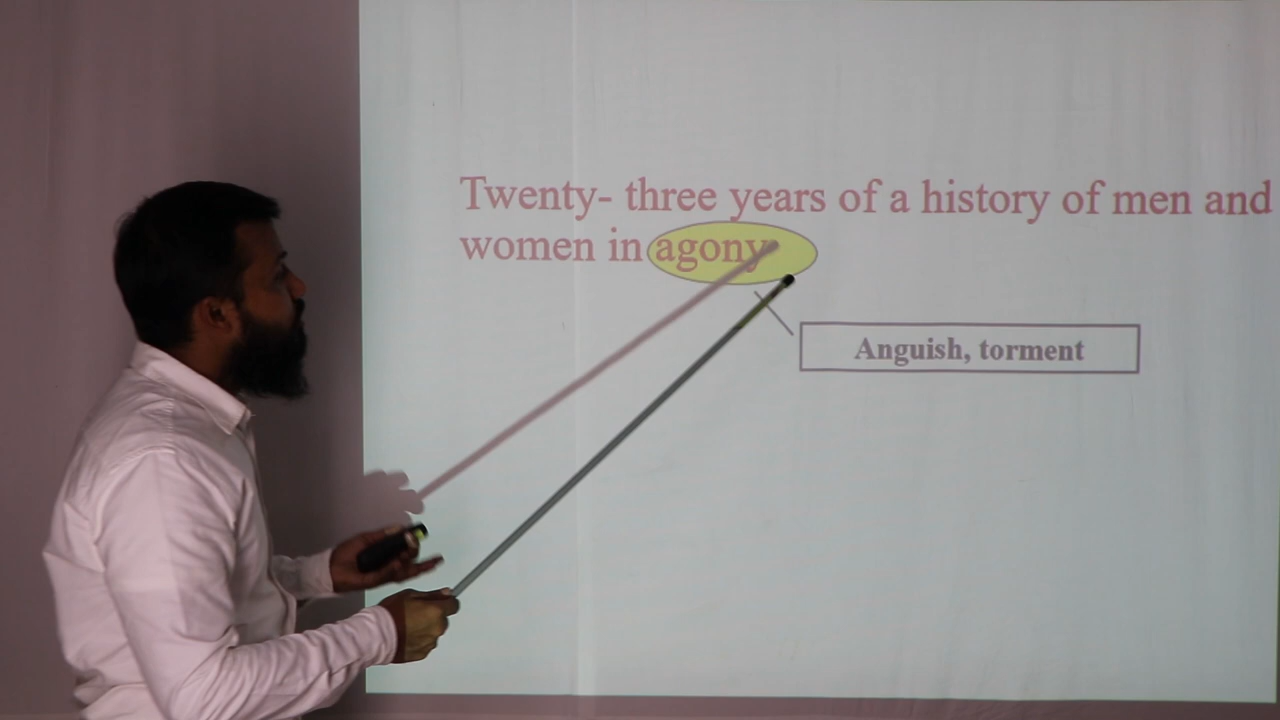 Twenty- three years of a history of men and
women in agony
Anguish, torment